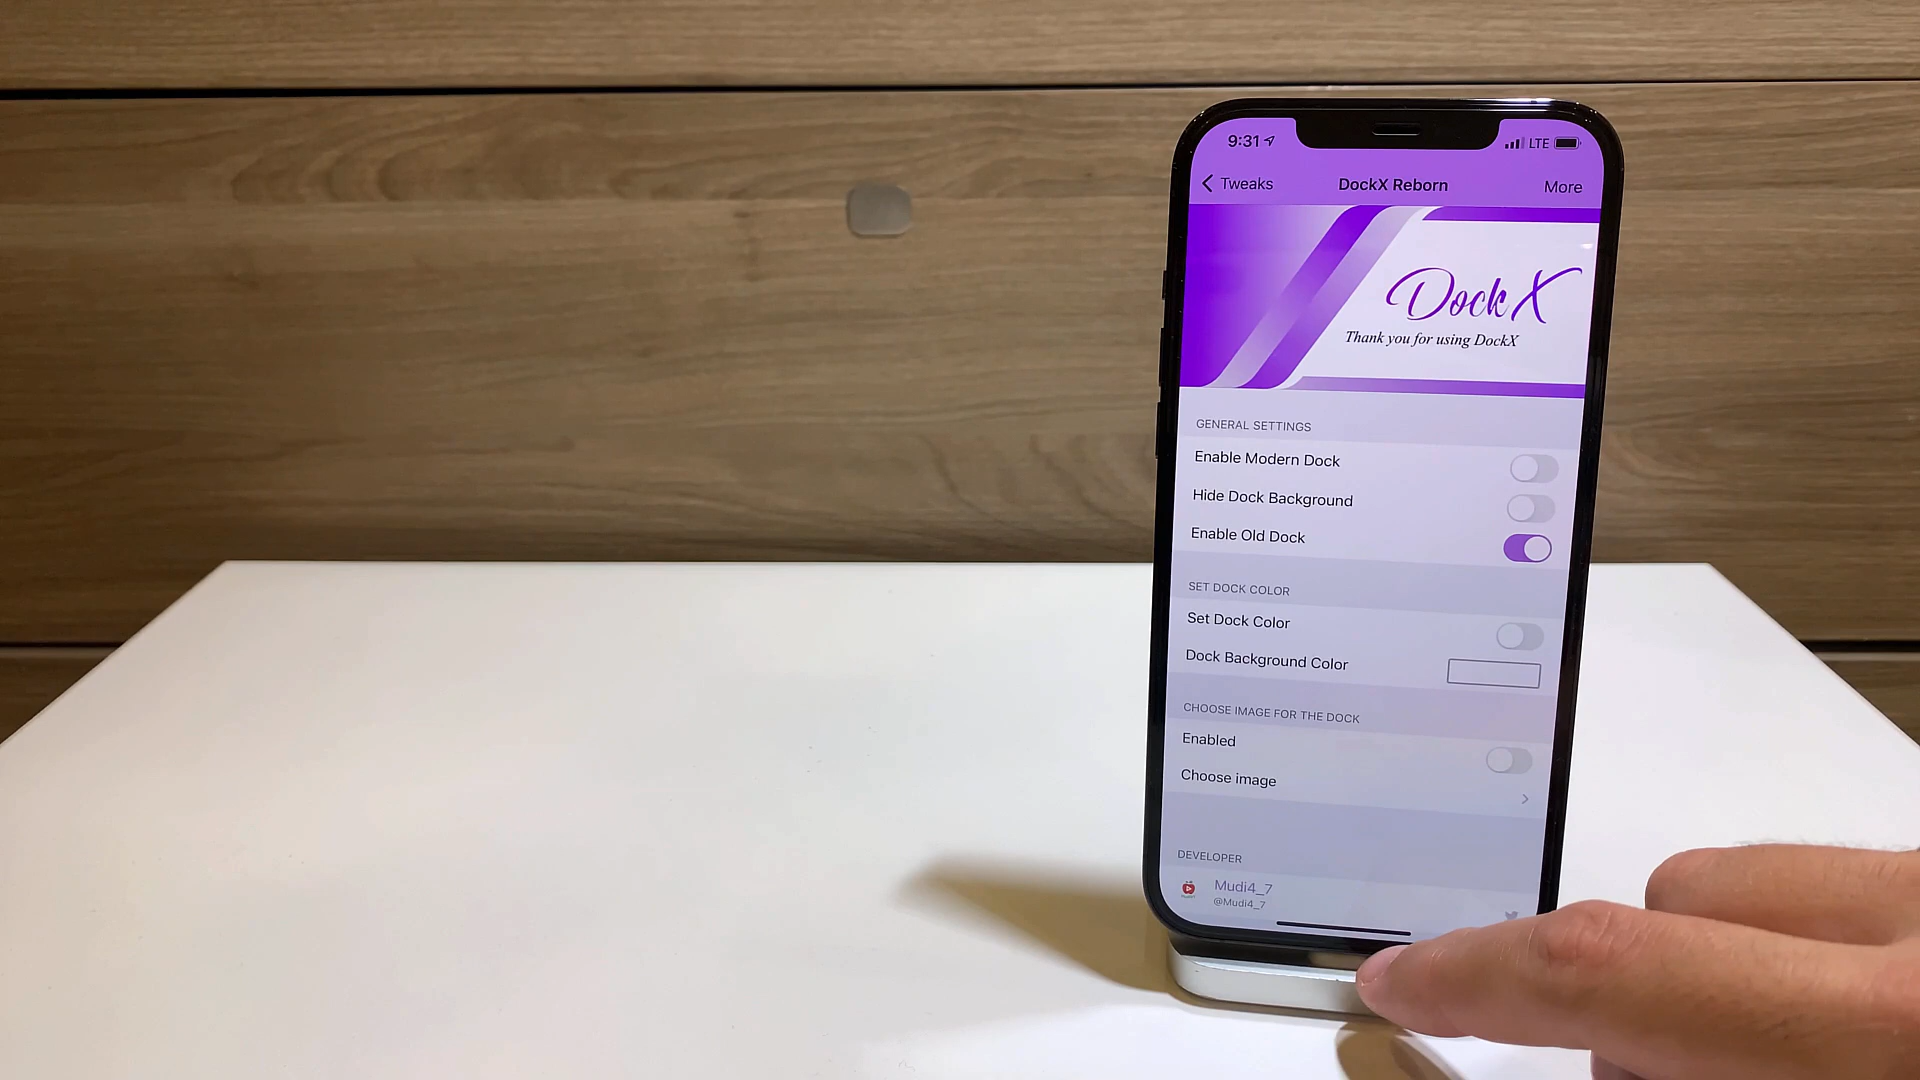 9:31
LTE
Tweaks
DockX Reborn
More
DockX
Thank you for using DockX
GENERAL SETTINGS
Enable Modern Dock
Hide Dock Background
Enable Old Dock
SET DOCK COLOR
Set Dock Color
Dock Background Color
CHOOSE IMAGE FOR THE DOCK
Enabled
Choose image
DEVELOPER
Mudi4_7
@Mudi4_7